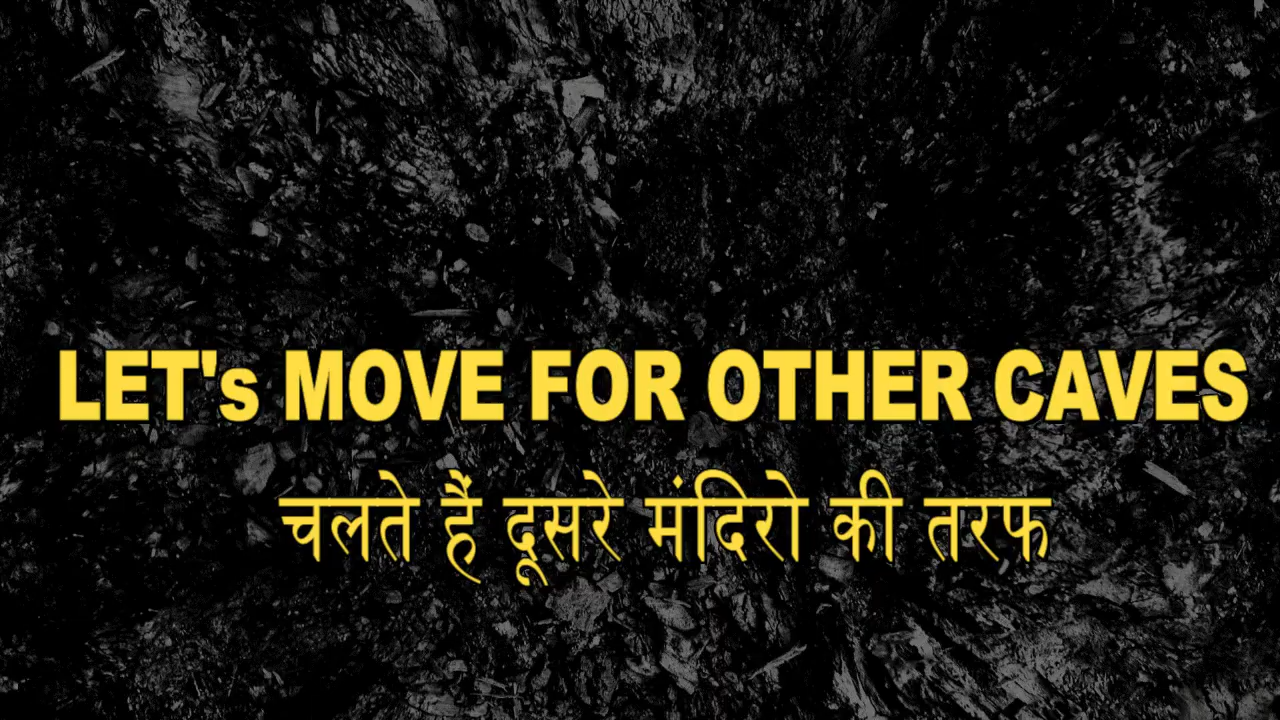 LET's MOVE FOR OTHER CAVES
चलते हैं दूसरे मंदिरो की तरफ